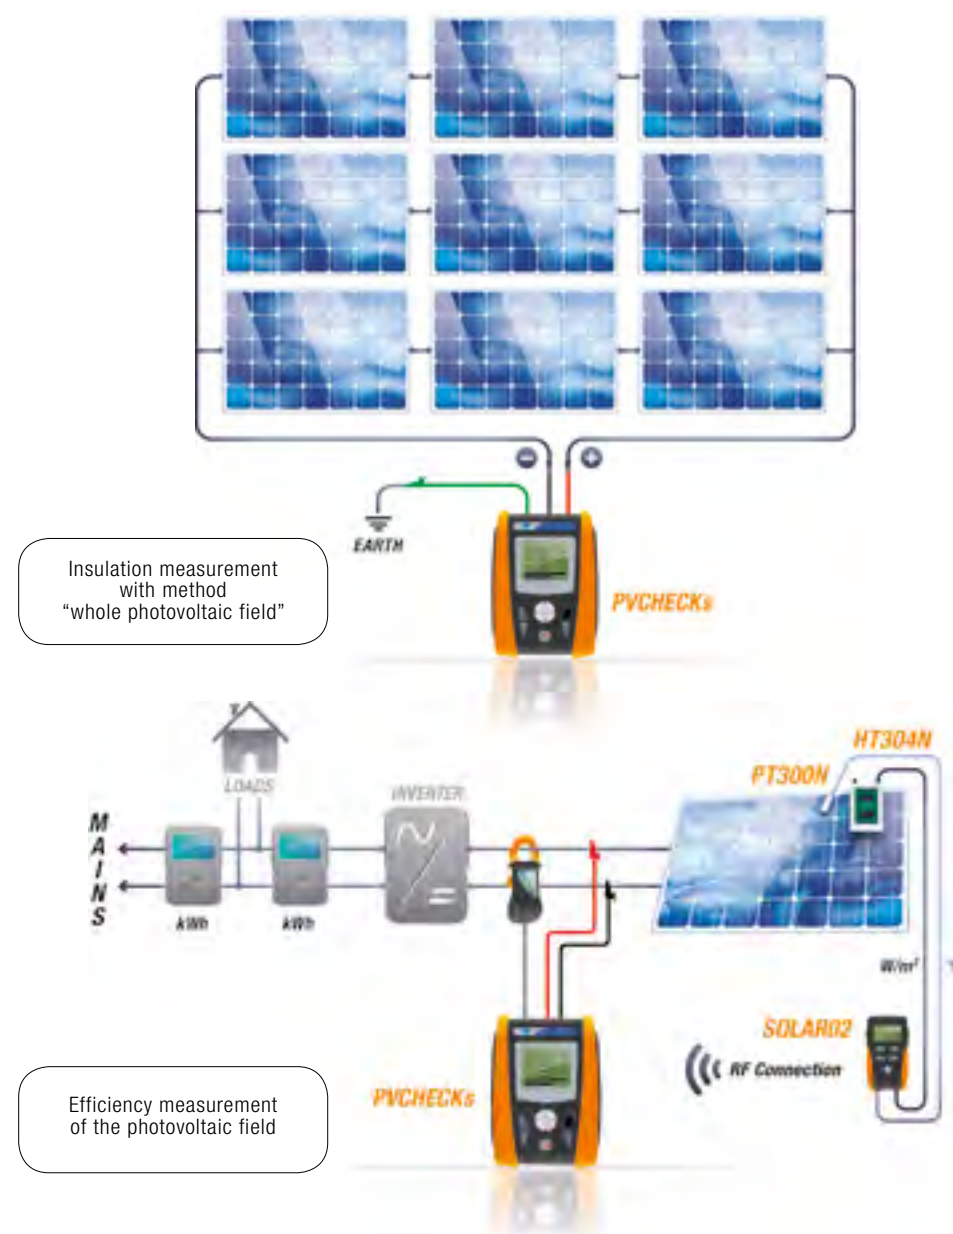 EARTH
Insulation measurement
with method
“whole photovoltaic field”
PVCHECKs
HT304N
PT300N
LOADS
INVERTER
MAINS
kWh
kWh
W/m²
SOLAR02
RF Connection
PVCHECKs
Efficiency measurement
of the photovoltaic field